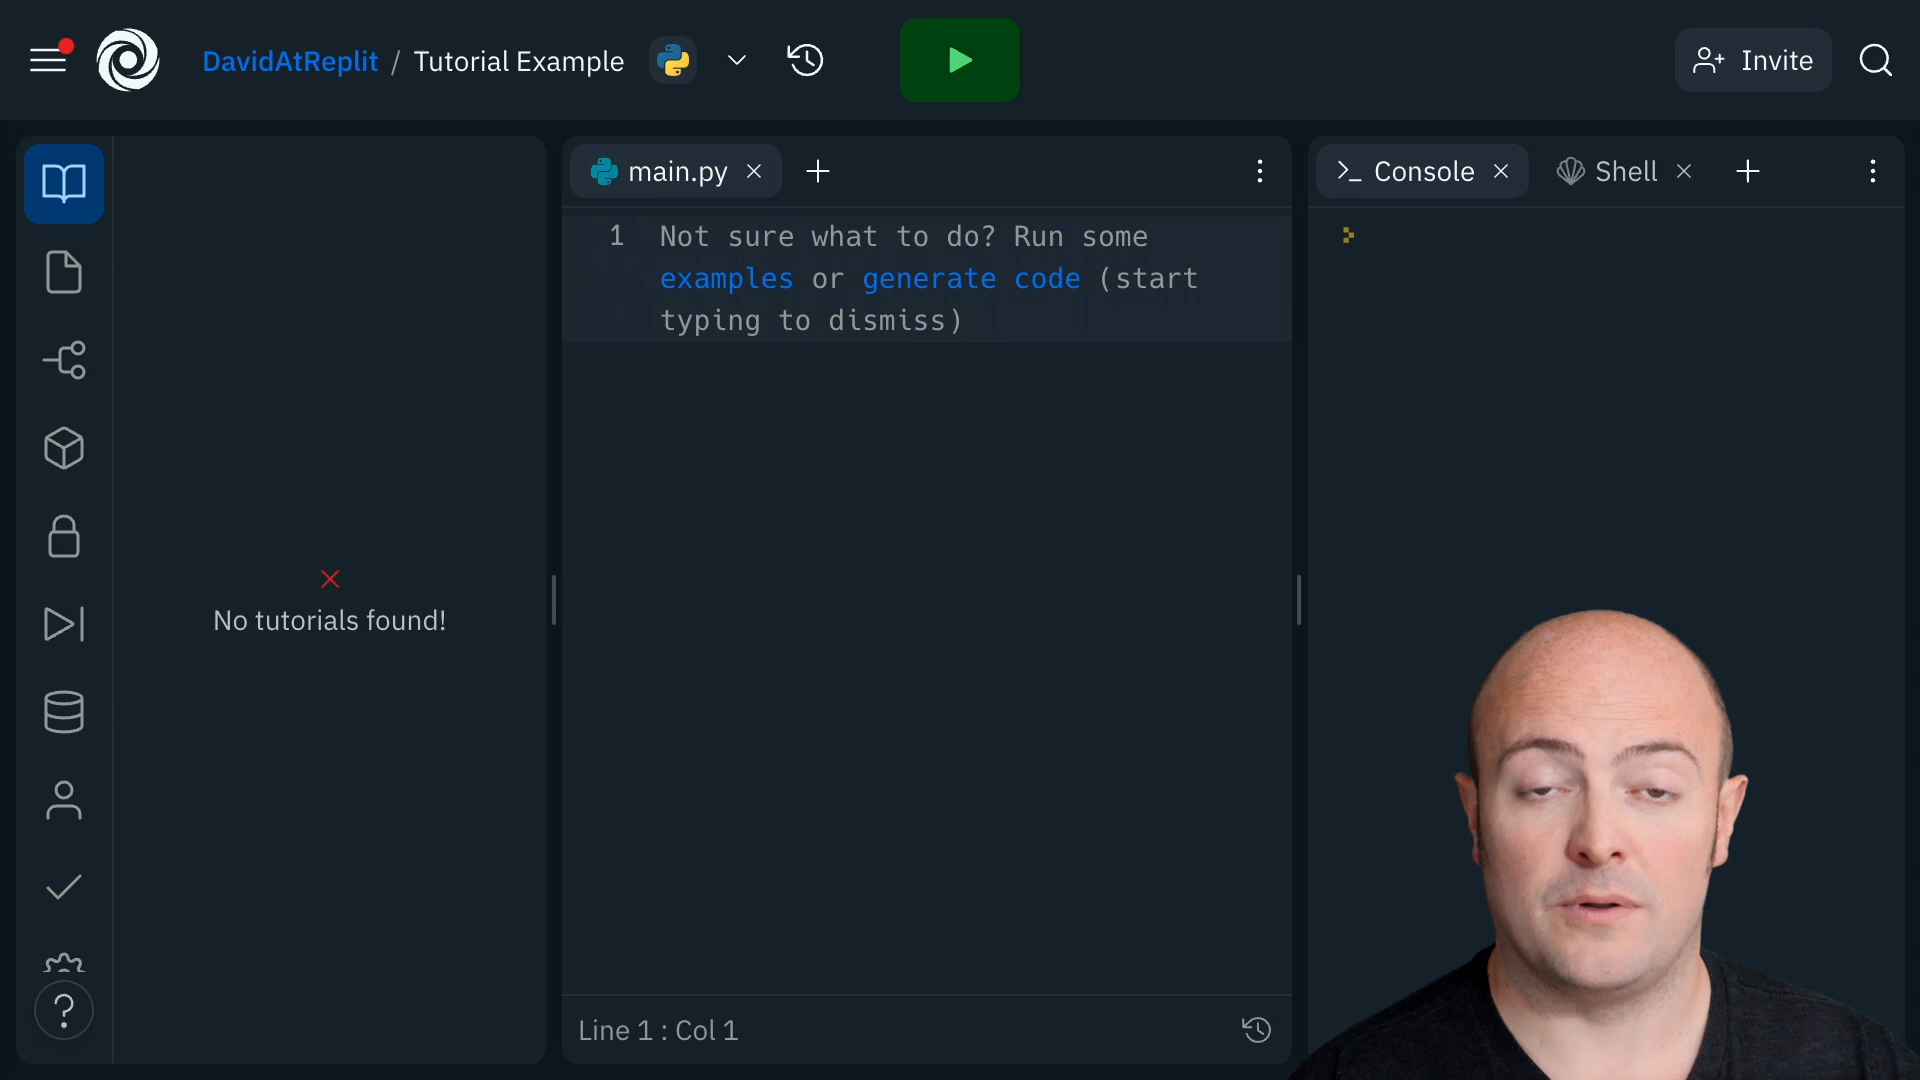 DavidAtReplit / Tutorial Example
Invite
main.py
Console
Shell
1 Not sure what to do? Run some
examples or generate code (start
typing to dismiss)
No tutorials found!
Line 1 : Col 1